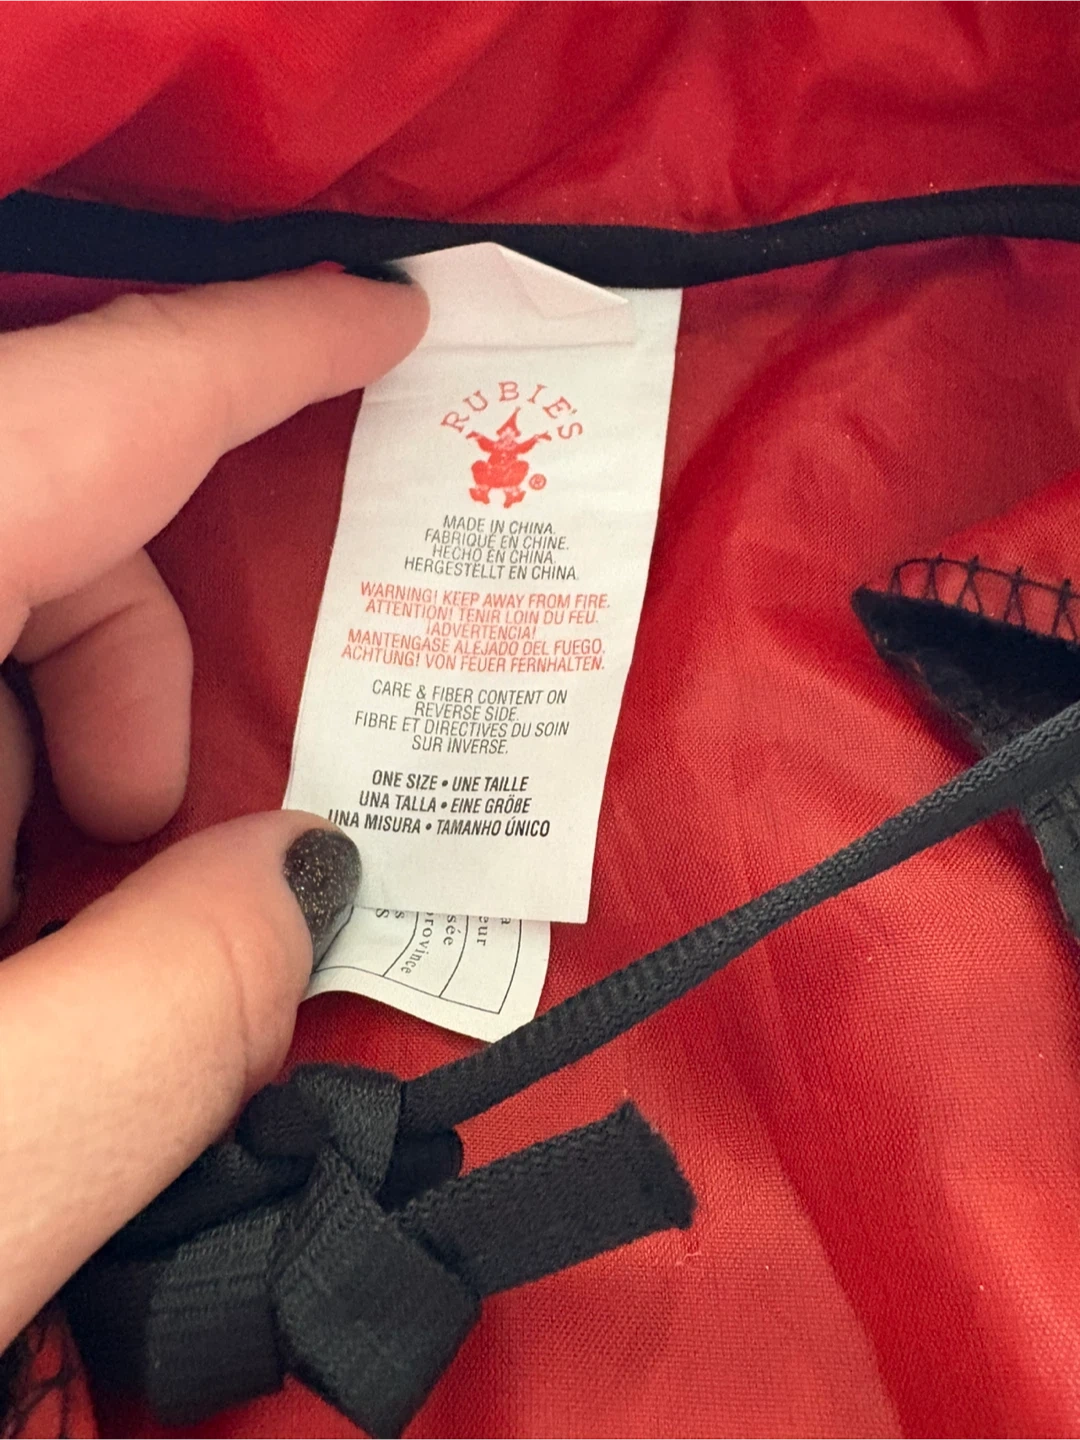 RUBIE'S
®
MADE IN CHINA.
FABRIQUÉ EN CHINE.
HECHO EN CHINA.
HERGESTELLT EN CHINA.
WARNING! KEEP AWAY FROM FIRE.
ATTENTION! TENIR LOIN DU FEU.
¡ADVERTENCIA!
MANTENGASE ALEJADO DEL FUEGO.
ACHTUNG! VON FEUER FERNHALTEN.
CARE & FIBER CONTENT ON
REVERSE SIDE.
FIBRE ET DIRECTIVES DU SOIN
SUR INVERSE.
ONE SIZE • UNE TAILLE
UNA TALLA • EINE GRÖßE
UNA MISURA • TAMANHO ÚNICO
province
sée
eur